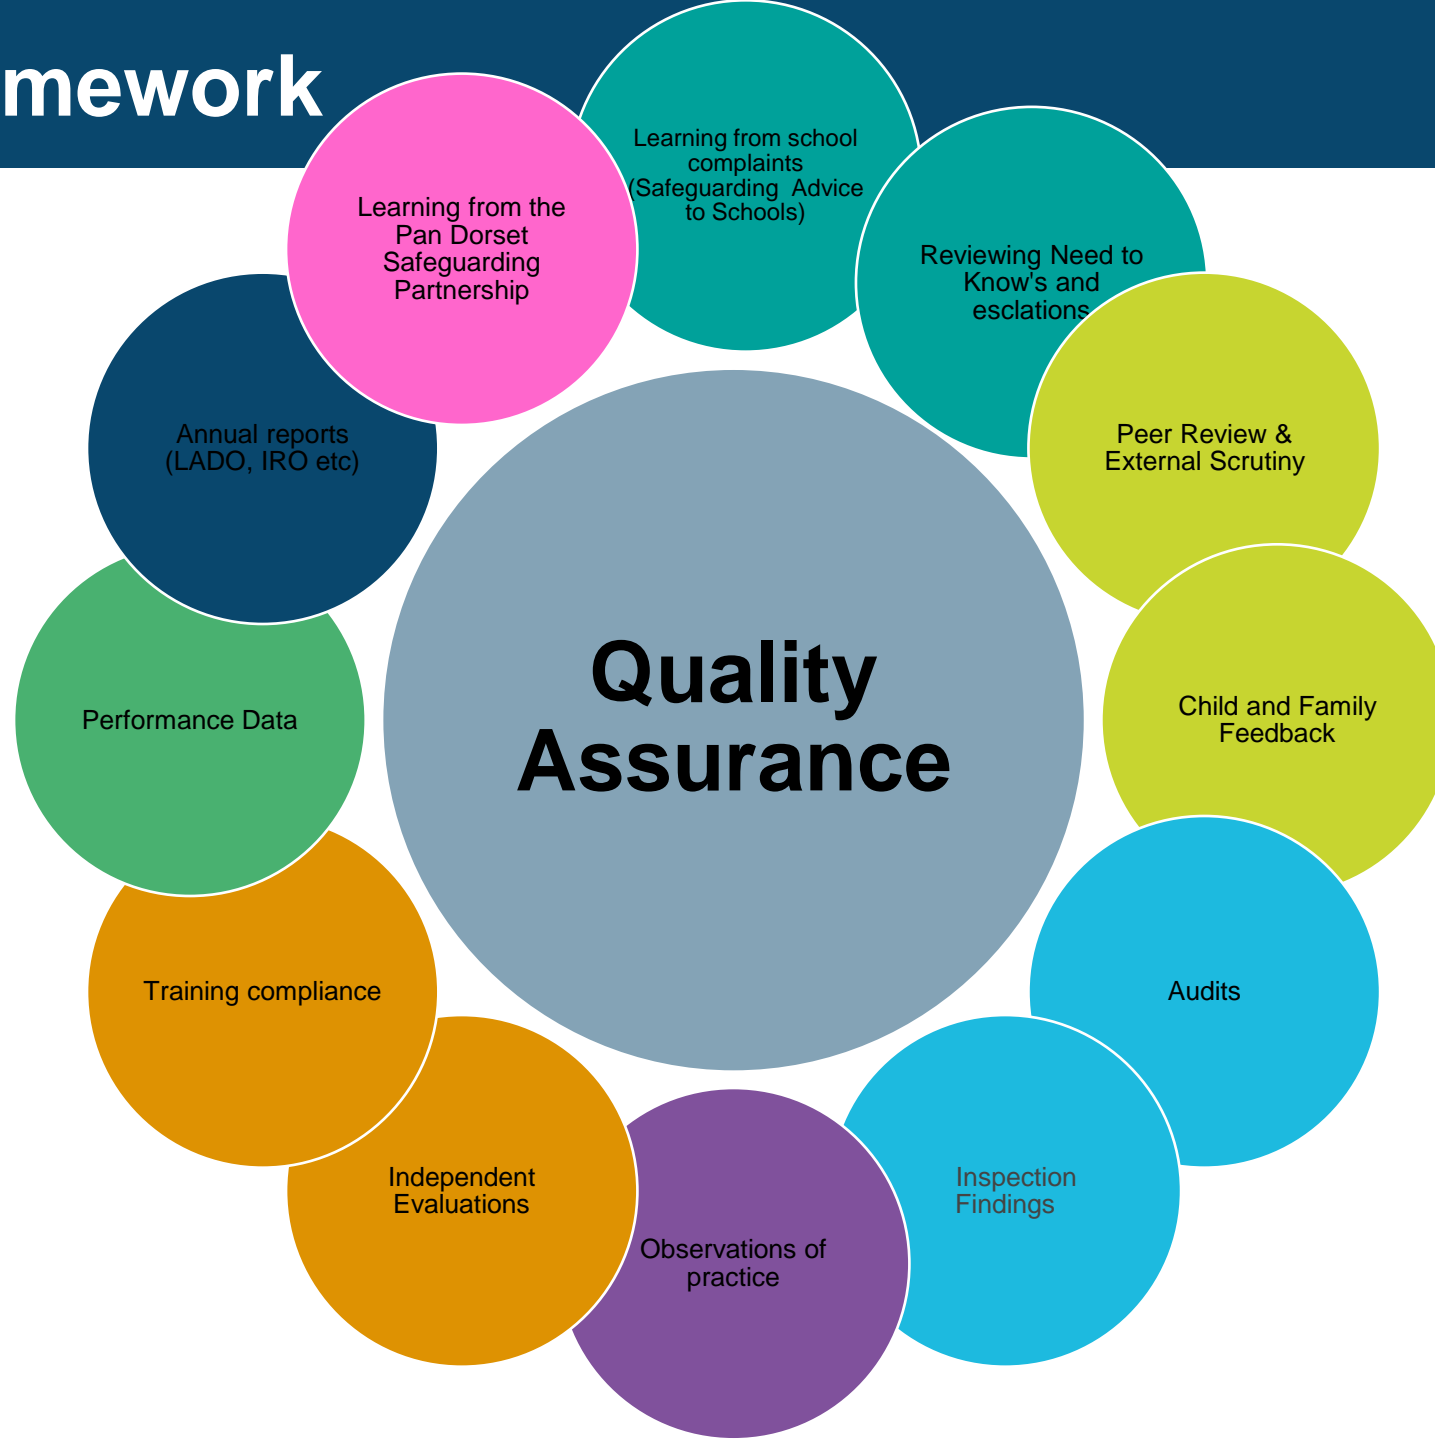 mework
Learning from school
complaints
(Safeguarding Advice
to Schools)
Reviewing Need to
Know's and
esclations
Peer Review &
External Scrutiny
Child and Family
Feedback
Audits
Inspection
Findings
Observations of
practice
Independent
Evaluations
Training compliance
Performance Data
Annual reports
(LADO, IRO etc)
Learning from the
Pan Dorset
Safeguarding
Partnership
Quality
Assurance